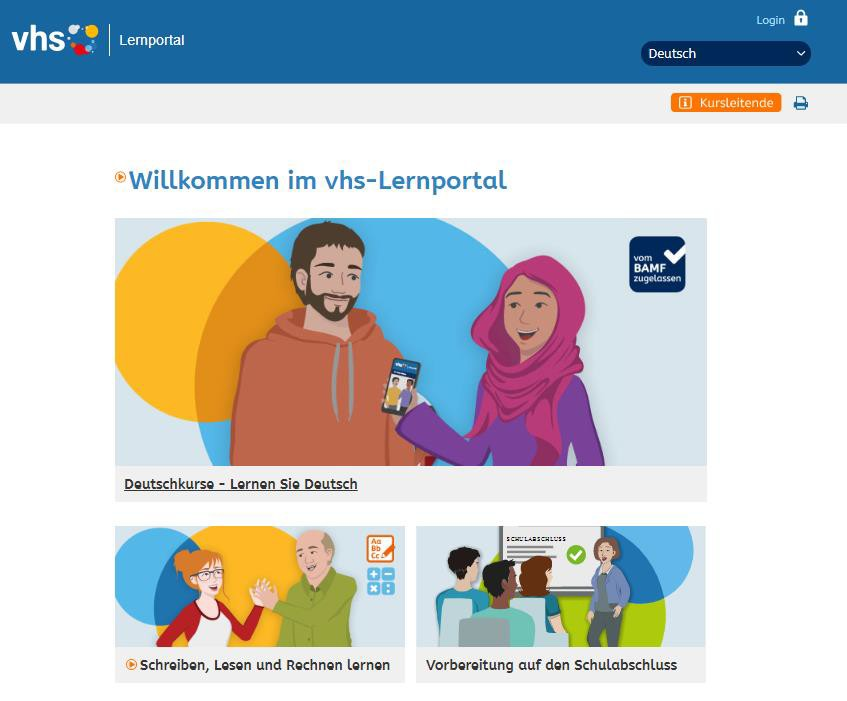 vhs
Lernportal
Login
Deutsch
Kursleitende
Willkommen im vhs-Lernportal
vom
BAMF
zugelassen
vhs
Deutschkurse - Lernen Sie Deutsch
Aa
Bb
Cc
SCHULABSCHLUSS
Schreiben, Lesen und Rechnen lernen
Vorbereitung auf den Schulabschluss